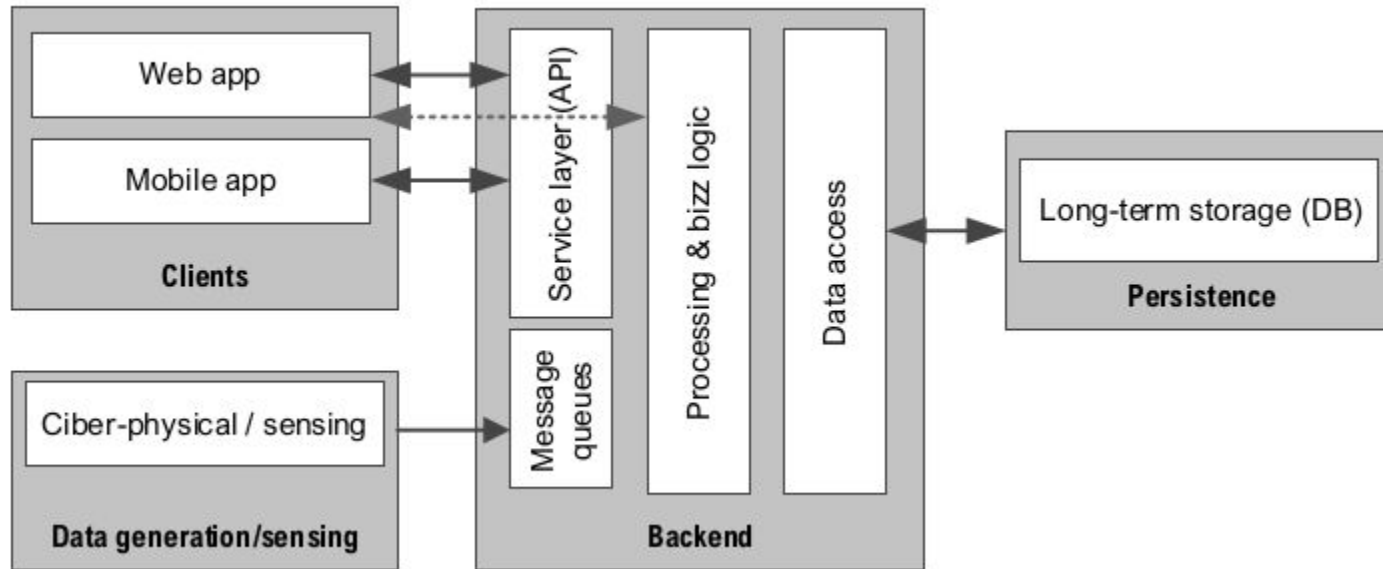 Web app
Mobile app
Clients
Ciber-physical / sensing
Data generation/sensing
Service layer (API)
Message
queues
Processing & bizz logic
Data access
Backend
Long-term storage (DB)
Persistence